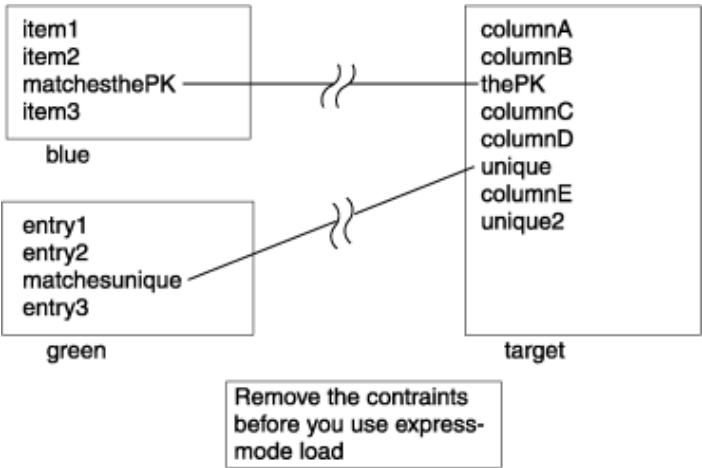 item1
item2
matchesthePK
item3
blue
entry1
entry2
matchesunique
entry3
green
columnA
columnB
thePK
columnC
columnD
unique
columnE
unique2
target
Remove the contraints
before you use express-
mode load